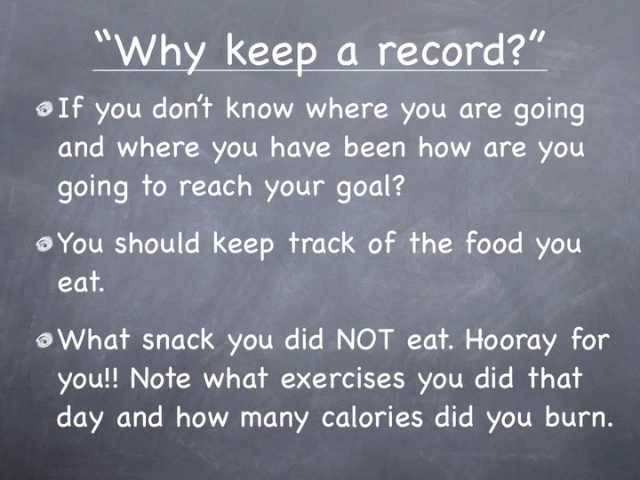 “Why keep a record?”
If you don’t know where you are going
and where you have been how are you
going to reach your goal?
You should keep track of the food you
eat.
What snack you did NOT eat. Hooray for
you!! Note what exercises you did that
day and how many calories did you burn.